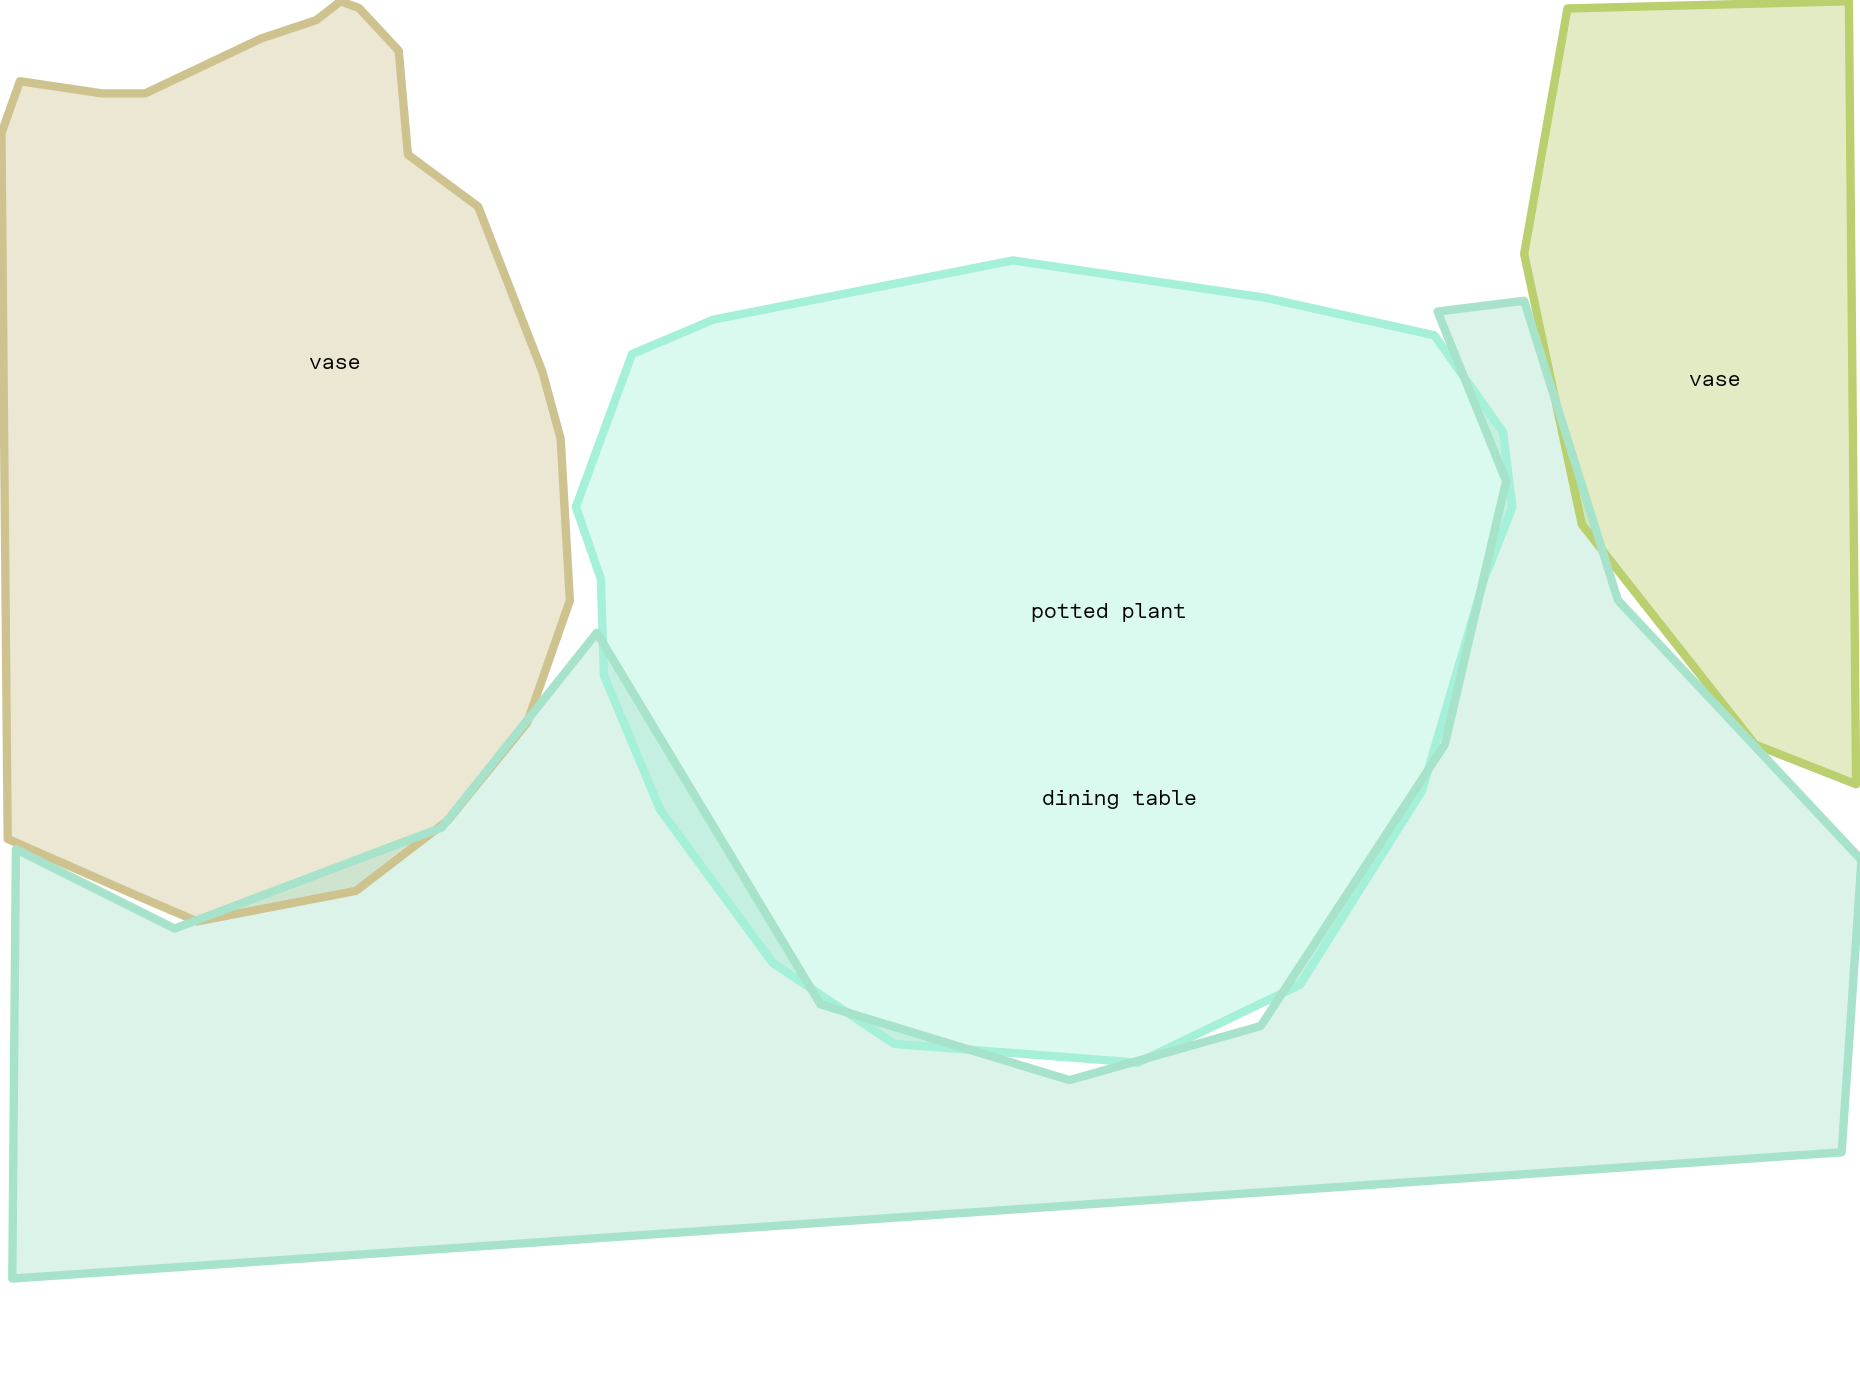 vase
vase
potted plant
dining table